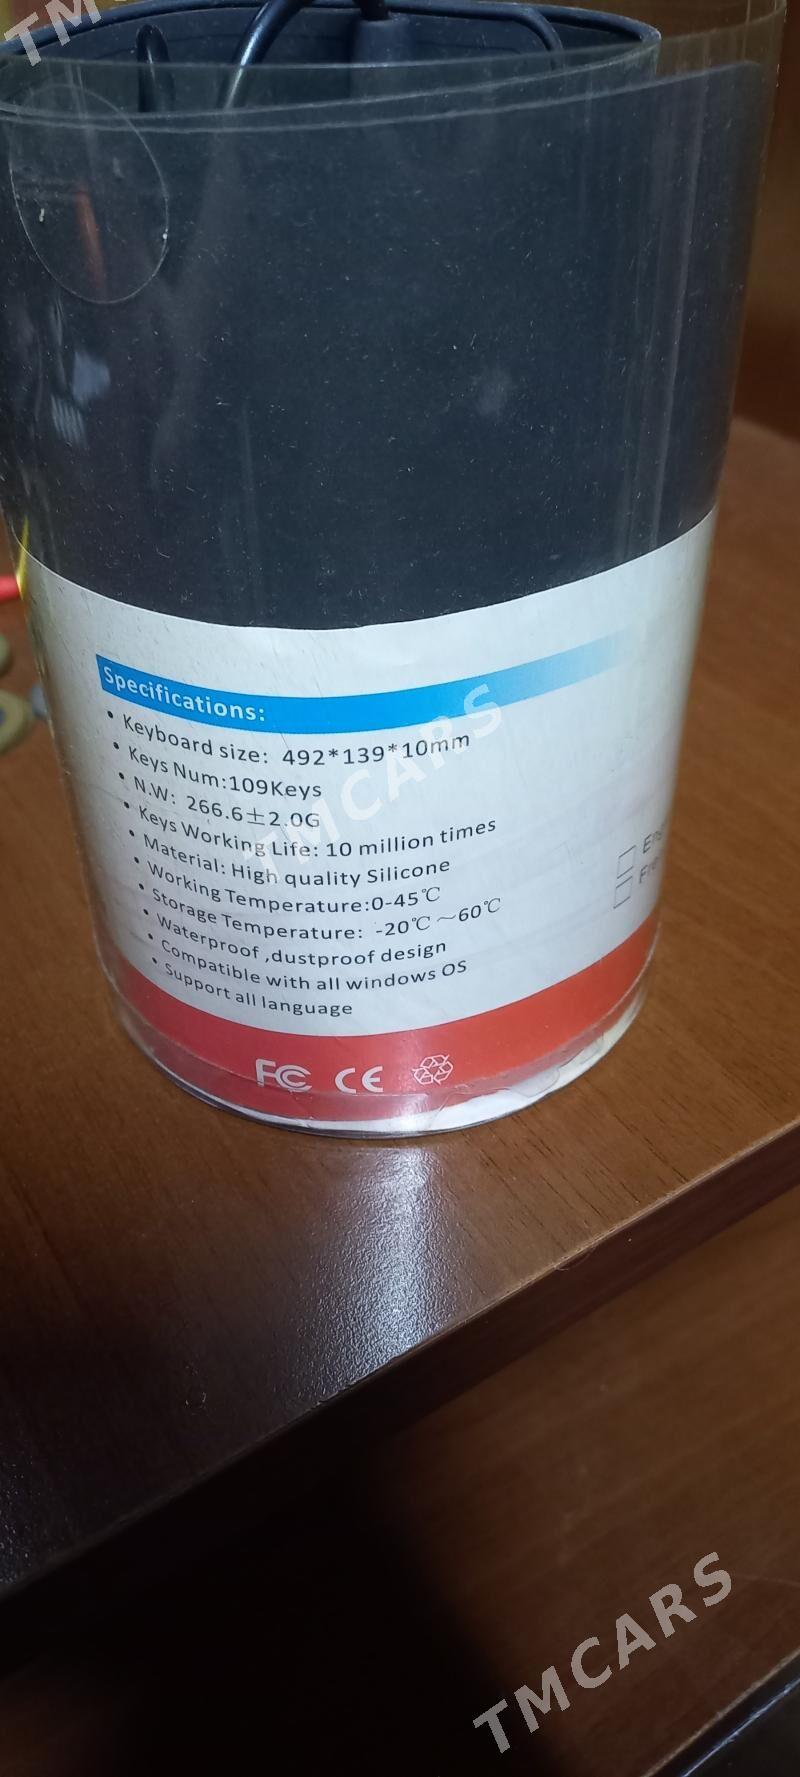 TM
Specifications:
• Keyboard size: 492*139*10mm
• Keys Num:109Keys
• N.W: 266.6±2.0G
• Keys Working Life: 10 million times
• Material: High quality Silicone
• Working Temperature:0-45℃
• Storage Temperature: -20℃～60℃
• Waterproof ,dustproof design
• Compatible with all windows OS
• Support all language
FC CE
TMCARS
TMCARS